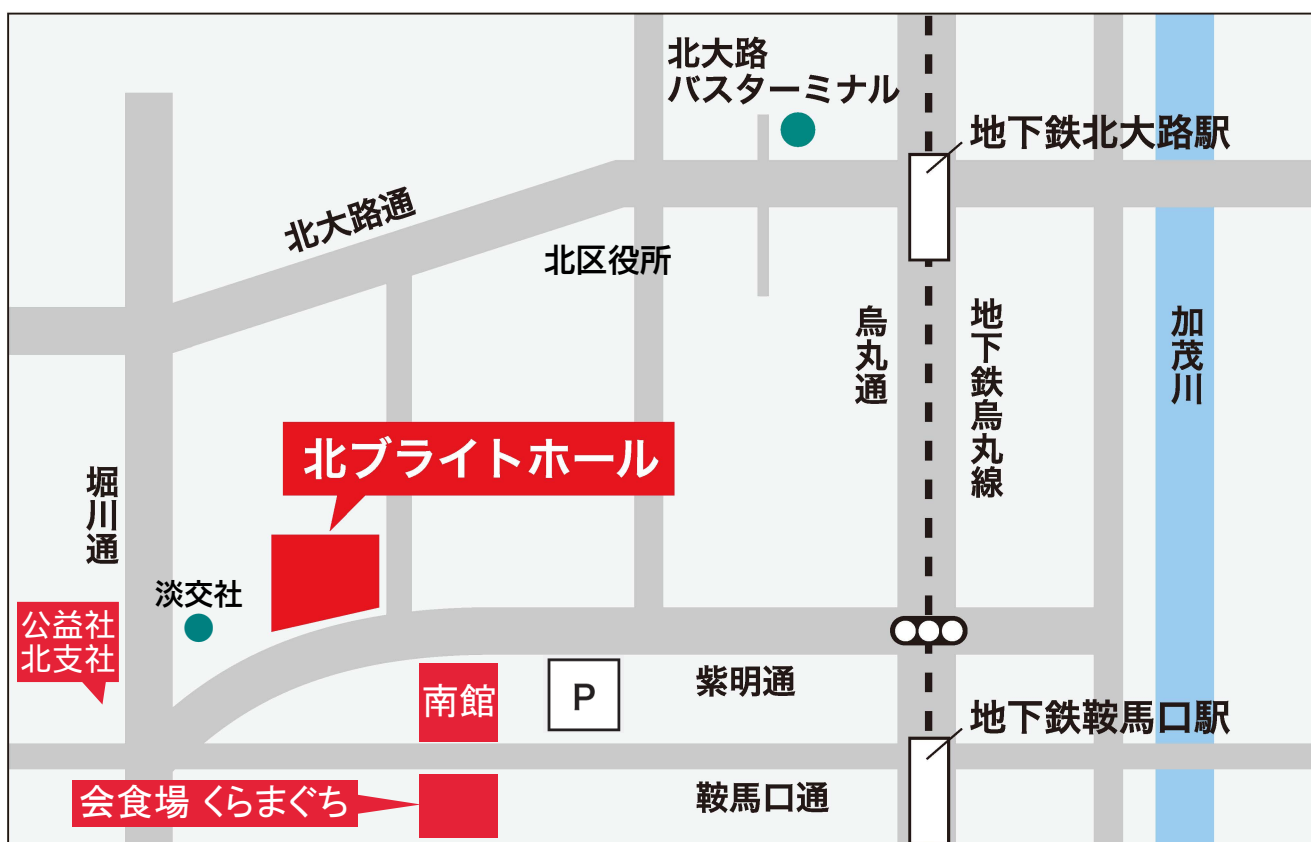 北大路
バスターミナル
地下鉄北大路駅
北大路通
北区役所
烏丸通
地下鉄烏丸線
加茂川
北ブライトホール
堀川通
淡交社
公益社
北支社
南館
P
紫明通
地下鉄鞍馬口駅
会食場 くらまぐち
鞍馬口通